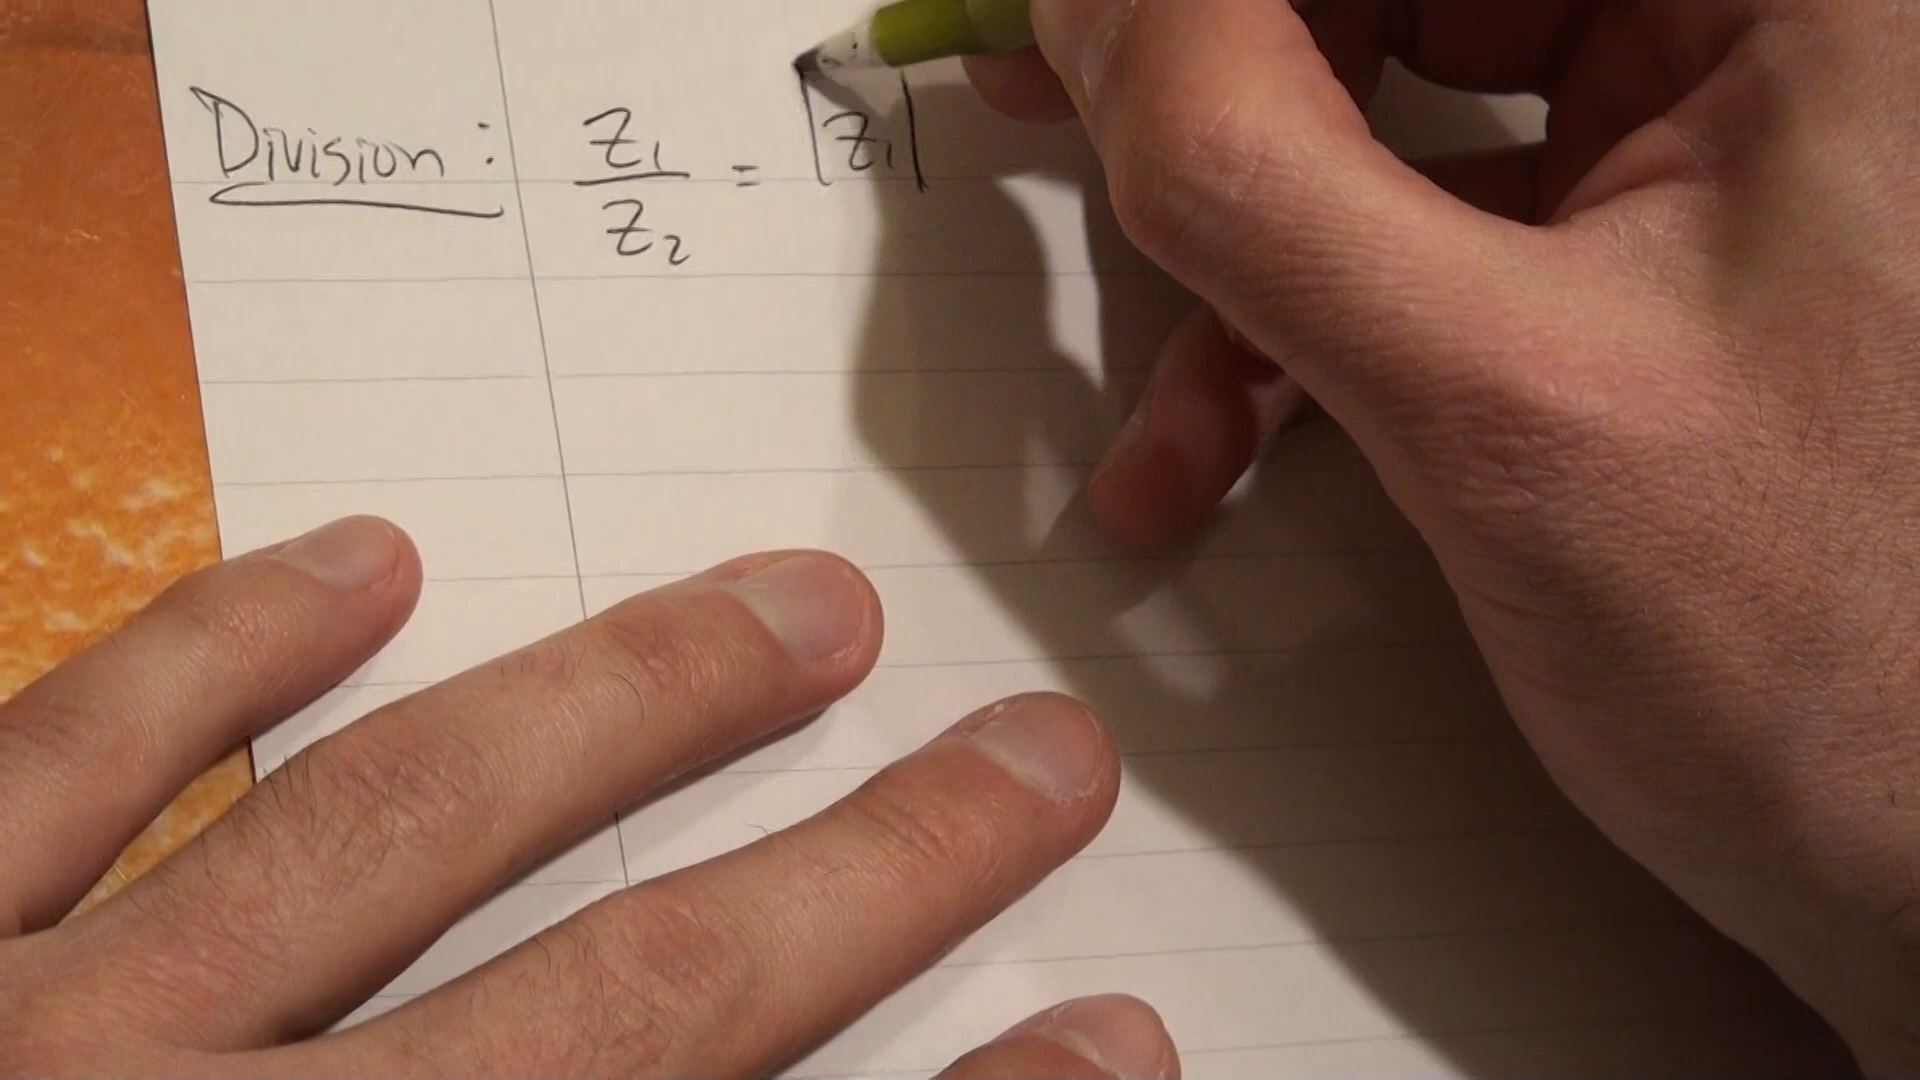 Division: z₁/z₂ = |z₁|